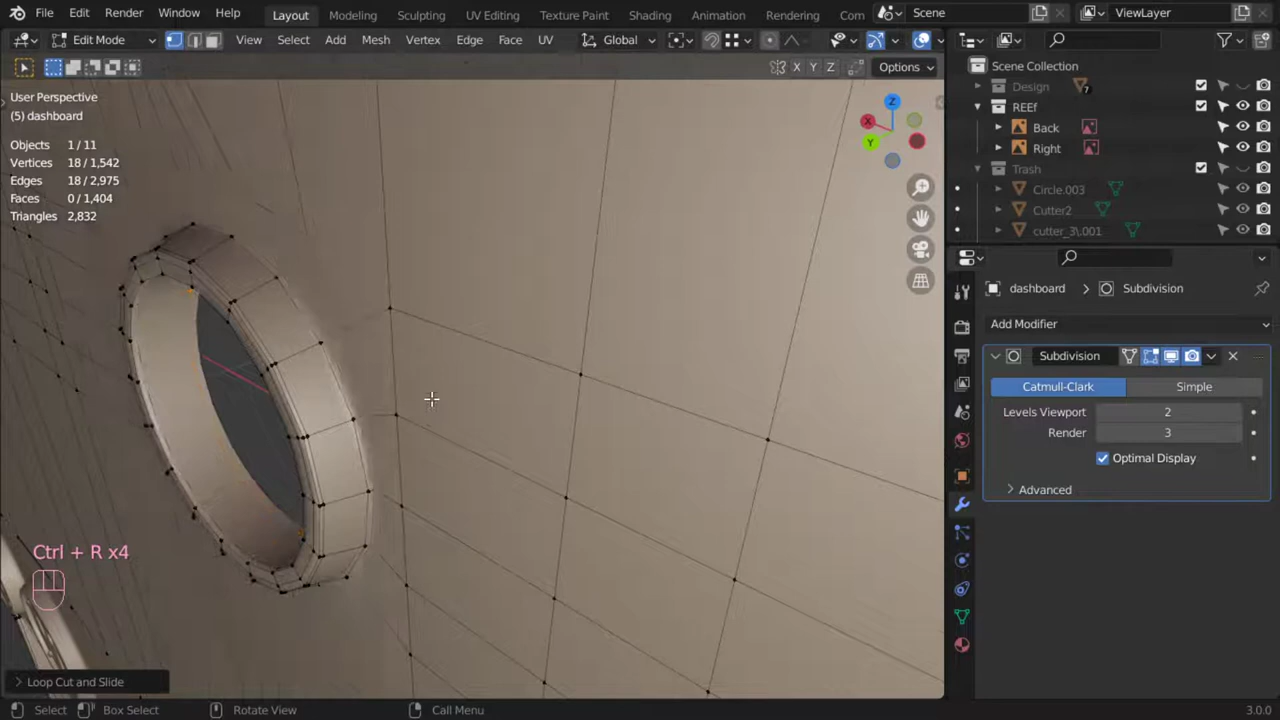 File Edit Render Window Help Layout Modeling Sculpting UV Editing Texture Paint Shading Animation Rendering Com Scene ViewLayer
Edit Mode View Select Add Mesh Vertex Edge Face UV Global
X Y Z Options
User Perspective
(5) dashboard
Objects 1 / 11
Vertices 18 / 1,542
Edges 18 / 2,975
Faces 0 / 1,404
Triangles 2,832
Z
X
Y
Ctrl + R x4
Loop Cut and Slide
Scene Collection
Design 7
REEf
Back
Right
Trash
Circle.003
Cutter2
cutter_3\.001
dashboard Subdivision
Add Modifier
Subdivision
Catmull-Clark Simple
Levels Viewport 2
Render 3
Optimal Display
Advanced
Select Box Select Rotate View Call Menu 3.0.0